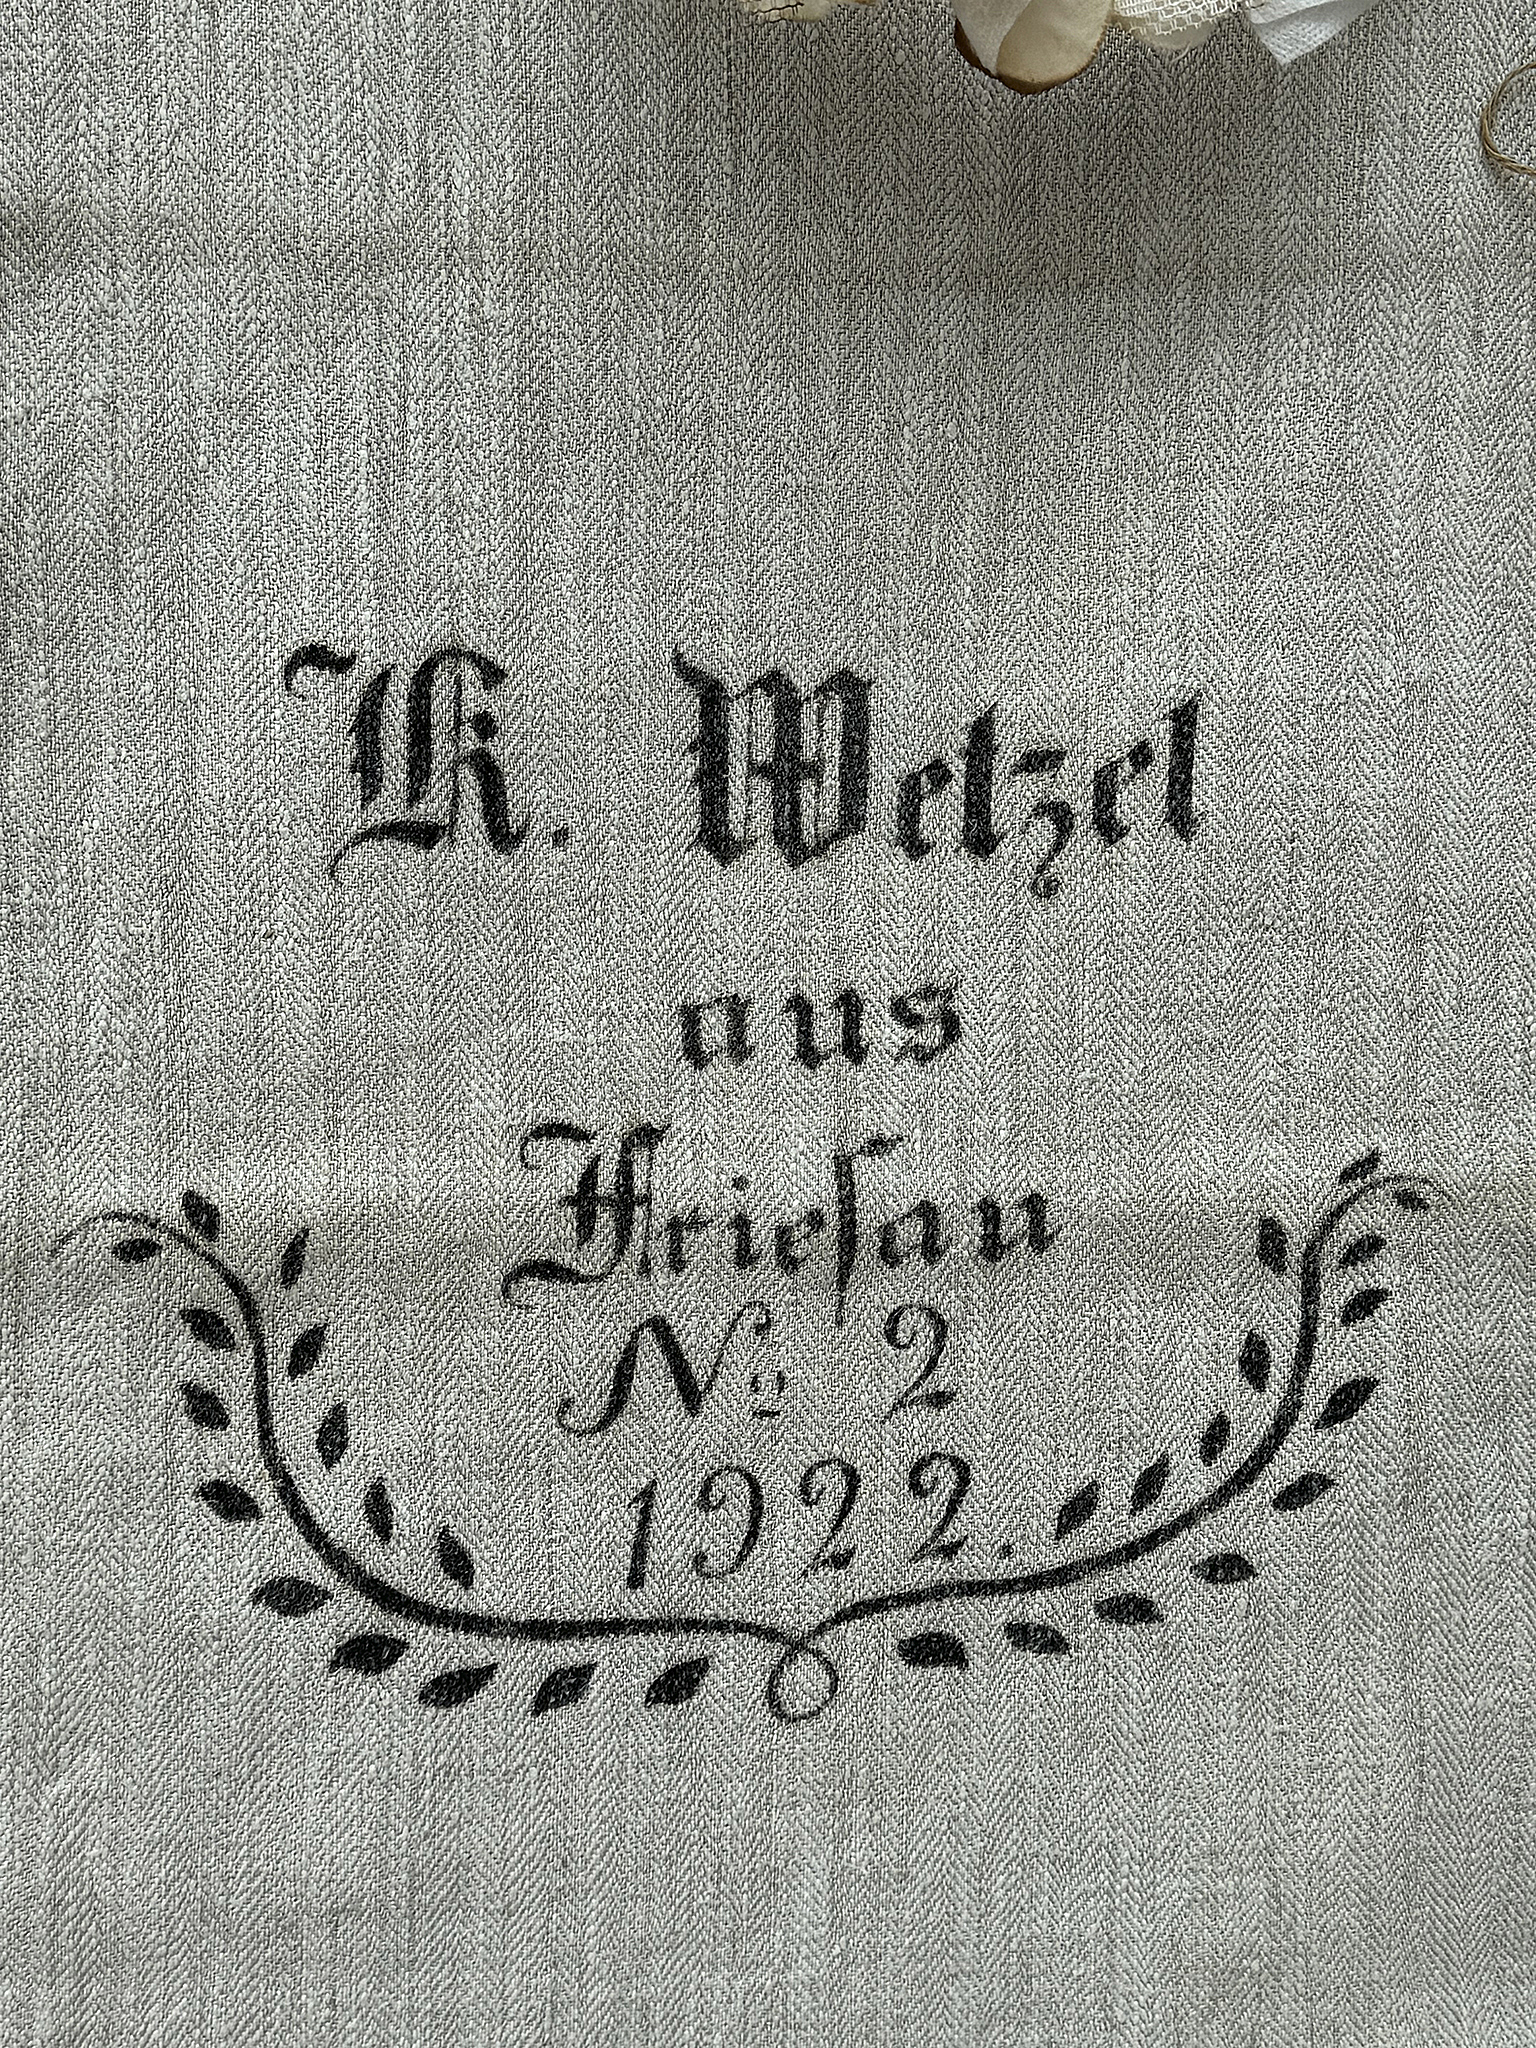 K. Wetzel
aus
Frieſau
No 2
1922.